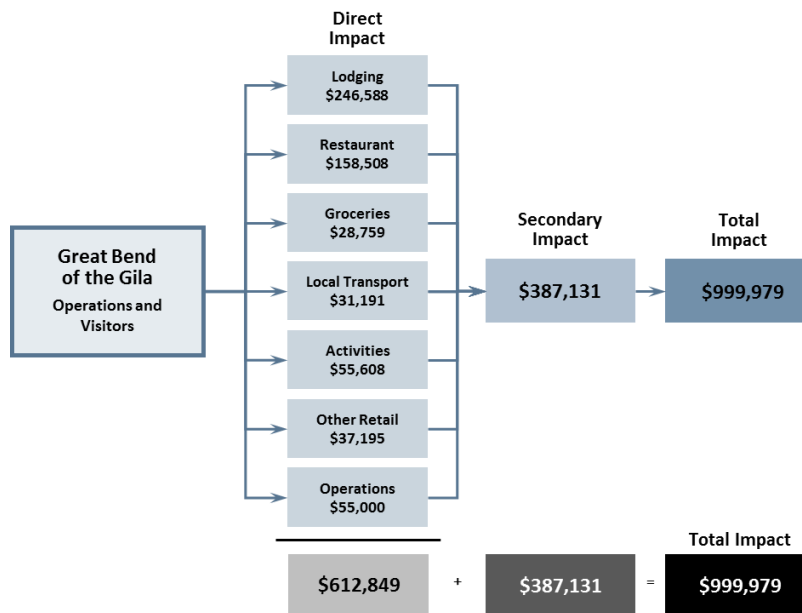 Direct
Impact
Great Bend
of the Gila
Operations and
Visitors
Lodging
$246,588
Restaurant
$158,508
Groceries
$28,759
Local Transport
$31,191
Activities
$55,608
Other Retail
$37,195
Operations
$55,000
Secondary
Impact
$387,131
Total
Impact
$999,979
Total Impact
$612,849 + $387,131 = $999,979